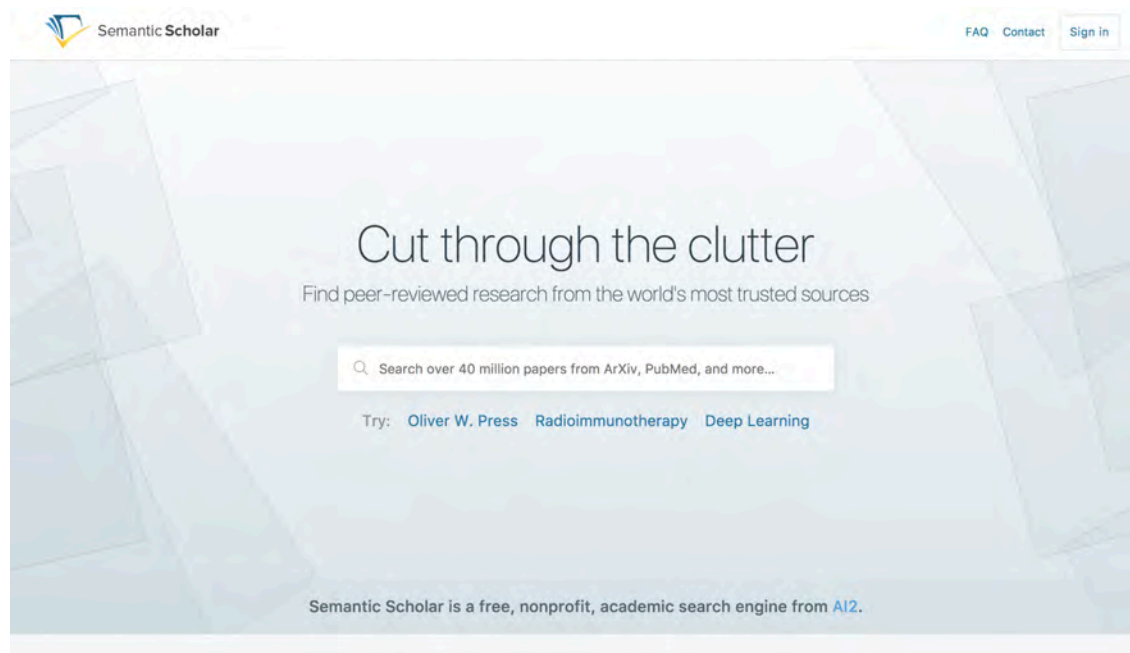 Semantic Scholar
FAQ Contact Sign in
Cut through the clutter
Find peer-reviewed research from the world's most trusted sources
Search over 40 million papers from ArXiv, PubMed, and more...
Try: Oliver W. Press Radioimmunotherapy Deep Learning
Semantic Scholar is a free, nonprofit, academic search engine from AI2.